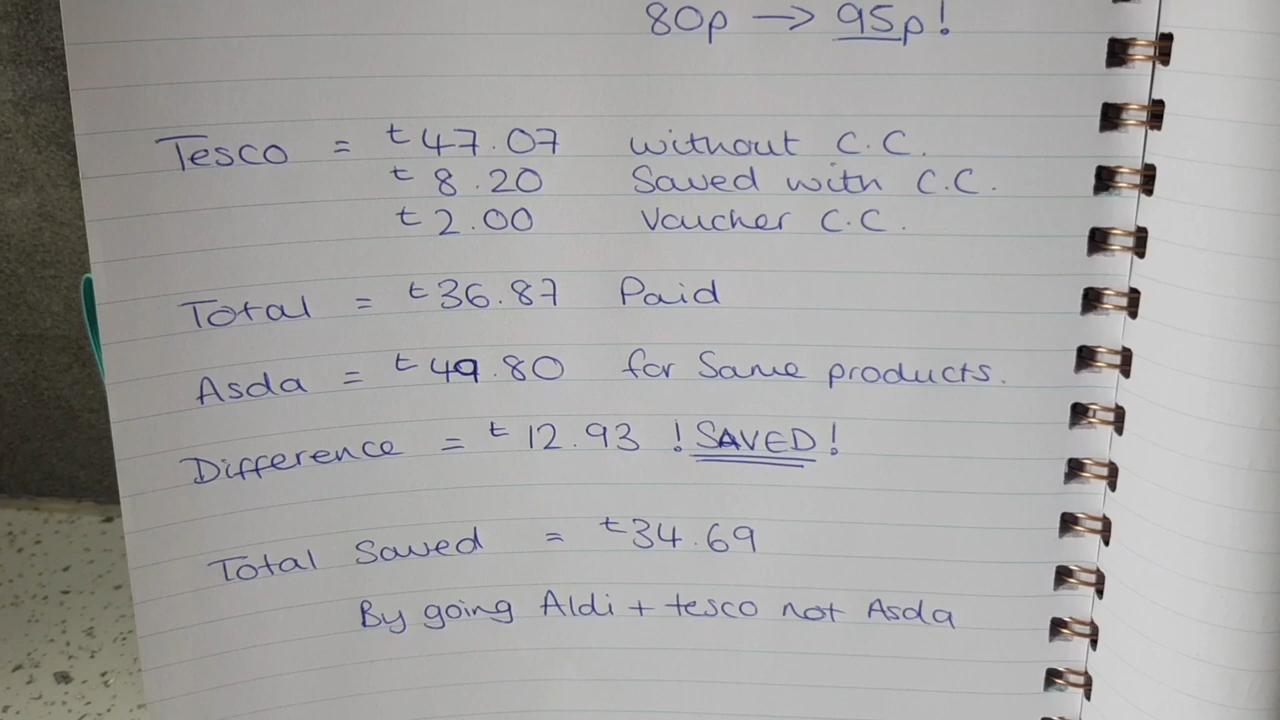 80p → 95p!
Tesco = £47.07 without C.C.
£8.20 Saved with C.C.
£2.00 Voucher C.C.
Total = £36.87 Paid
Asda = £49.80 for Same products.
Difference = £12.93 !SAVED!
Total Saved = £34.69
By going Aldi + tesco not Asda